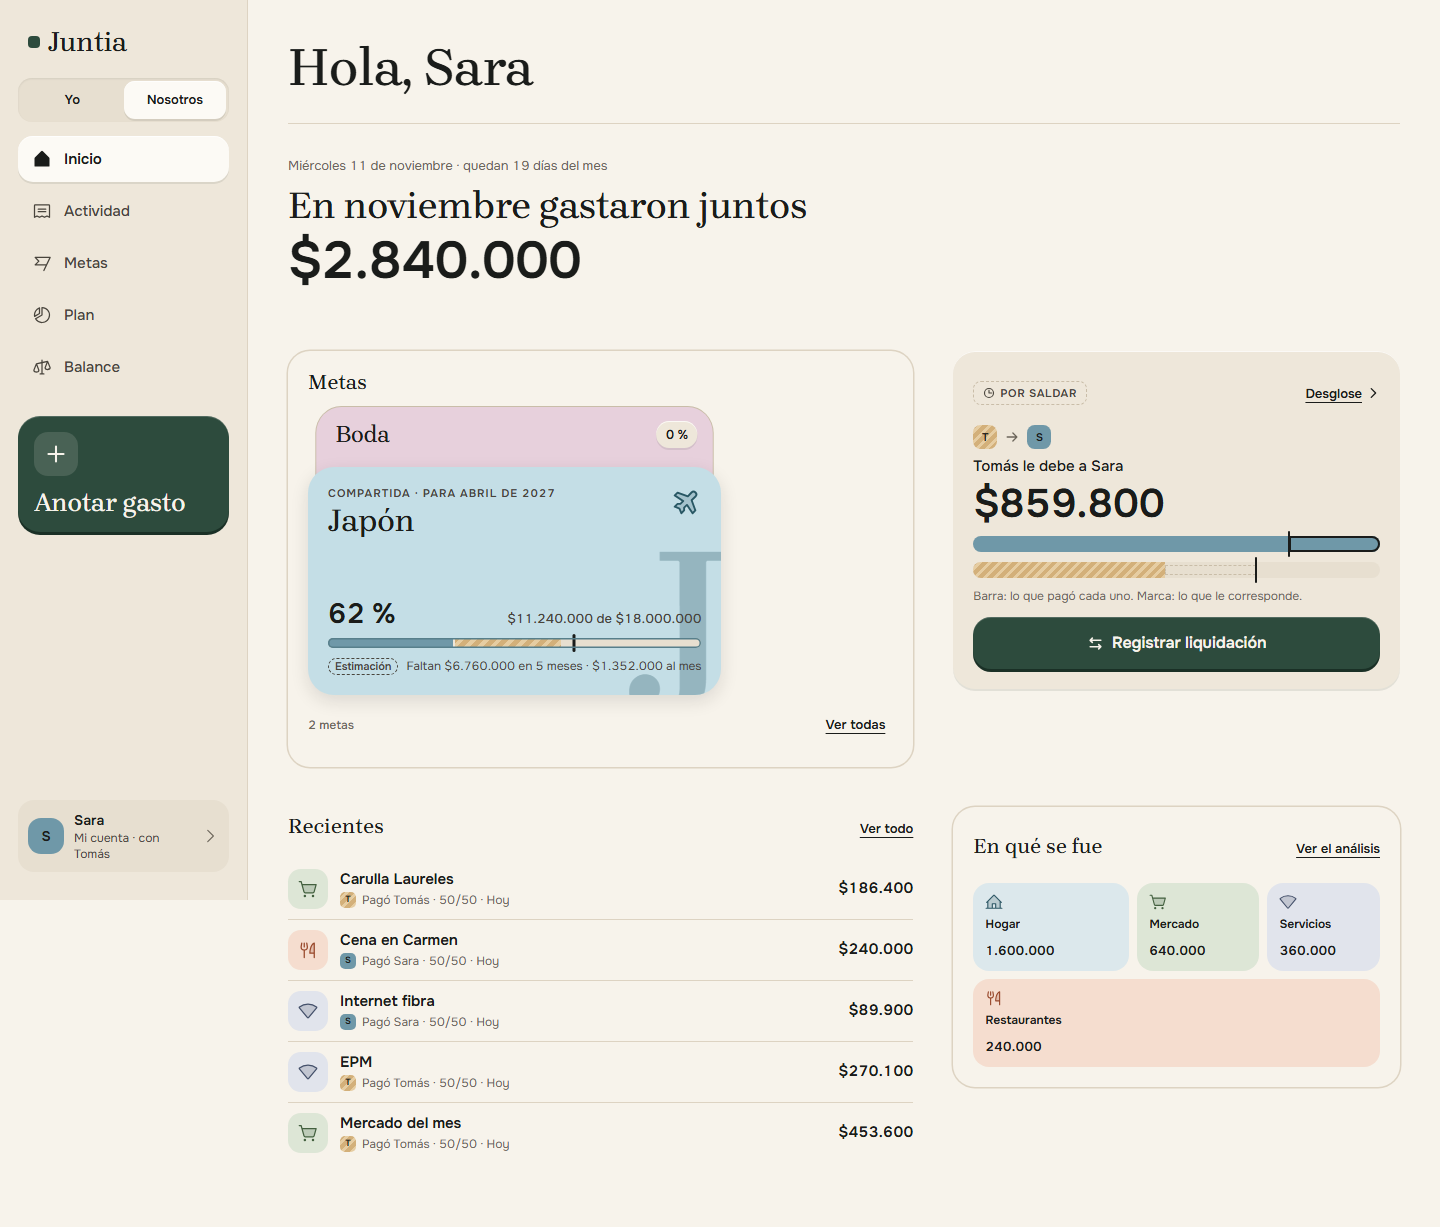 Juntia
Yo
Nosotros
Inicio
Actividad
Metas
Plan
Balance
Anotar gasto
S
Sara
Mi cuenta · con
Tomás
Hola, Sara
Miércoles 11 de noviembre · quedan 19 días del mes
En noviembre gastaron juntos
$2.840.000
Metas
Boda
0 %
COMPARTIDA · PARA ABRIL DE 2027
Japón
J
62 %
$11.240.000 de $18.000.000
Estimación
Faltan $6.760.000 en 5 meses · $1.352.000 al mes
2 metas
Ver todas
POR SALDAR
Desglose
T
S
Tomás le debe a Sara
$859.800
Barra: lo que pagó cada uno. Marca: lo que le corresponde.
Registrar liquidación
Recientes
Ver todo
Carulla Laureles
T Pagó Tomás · 50/50 · Hoy
$186.400
Cena en Carmen
S Pagó Sara · 50/50 · Hoy
$240.000
Internet fibra
S Pagó Sara · 50/50 · Hoy
$89.900
EPM
T Pagó Tomás · 50/50 · Hoy
$270.100
Mercado del mes
T Pagó Tomás · 50/50 · Hoy
$453.600
En qué se fue
Ver el análisis
Hogar
1.600.000
Mercado
640.000
Servicios
360.000
Restaurantes
240.000